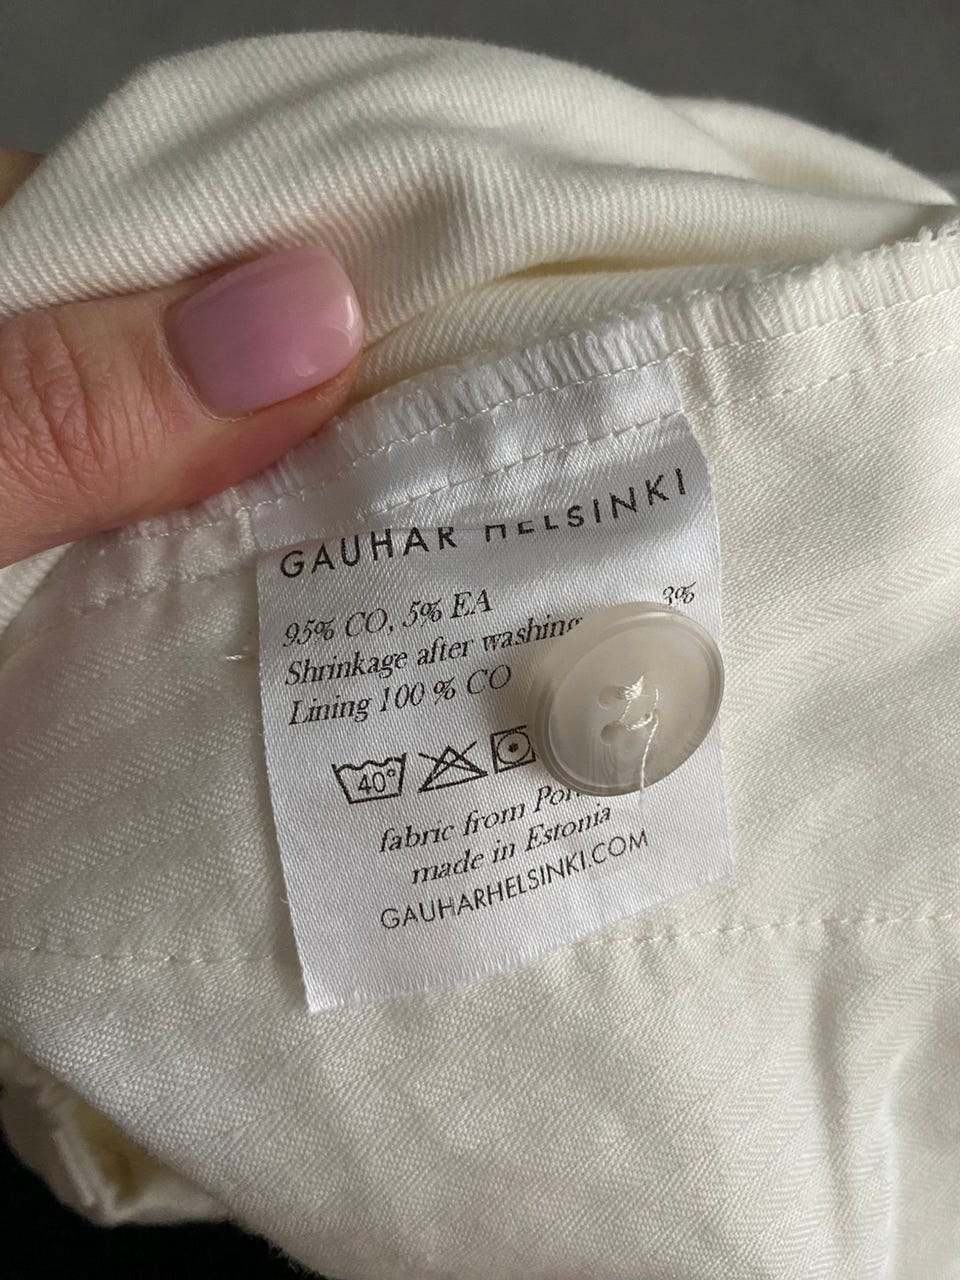 GAUHAR HELSINKI
95% CO, 5% EA
Shrinkage after washing 3%
Lining 100 % CO
40°
fabric from
made in Estonia
GAUHARHELSINKI.COM